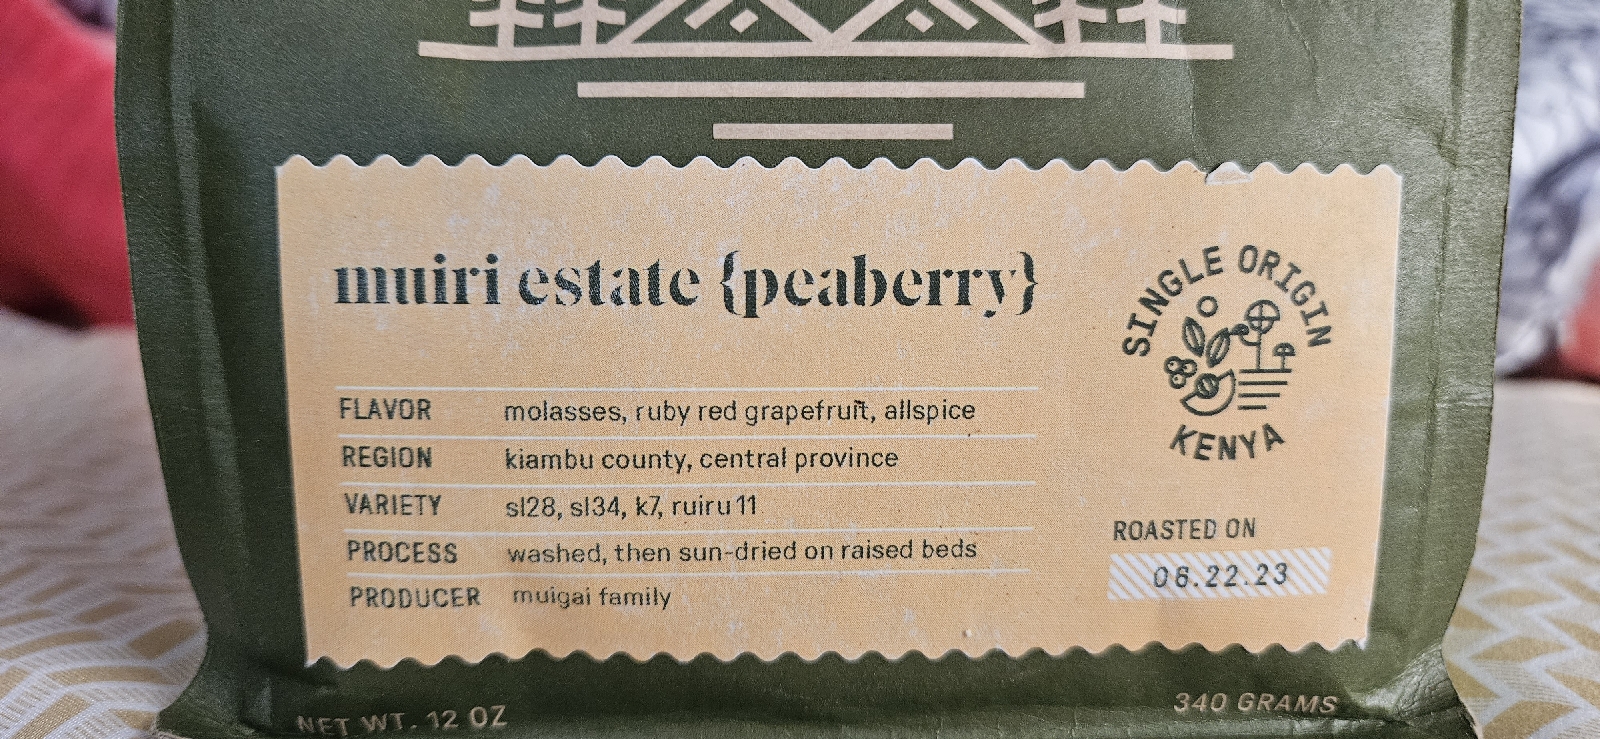 muiri estate {peaberry}
SINGLE ORIGIN
KENYA
FLAVOR molasses, ruby red grapefruit, allspice
REGION kiambu county, central province
VARIETY sl28, sl34, k7, ruiru 11
PROCESS washed, then sun-dried on raised beds
PRODUCER muigai family
ROASTED ON
06.22.23
NET WT. 12 OZ
340 GRAMS